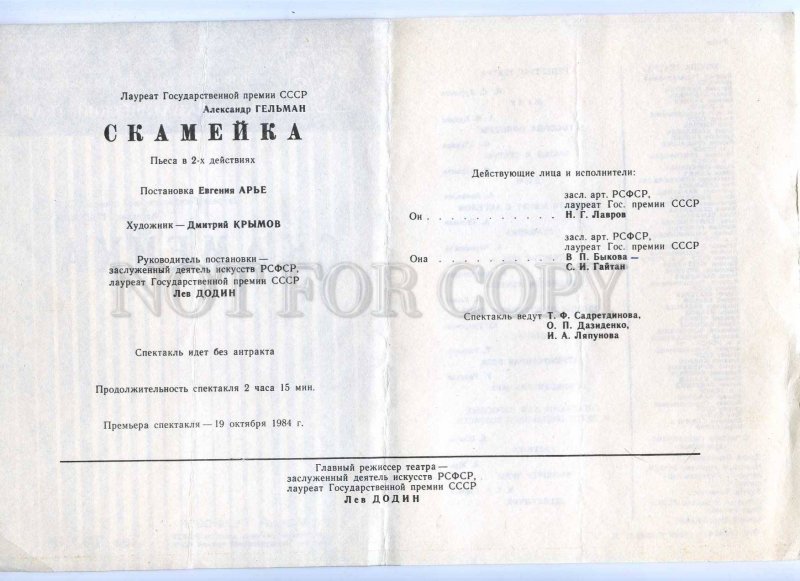 Лауреат Государственной премии СССР
Александр ГЕЛЬМАН
СКАМЕЙКА
Пьеса в 2-х действиях
Постановка Евгения АРЬЕ
Художник — Дмитрий КРЫМОВ
Руководитель постановки —
заслуженный деятель искусств РСФСР,
лауреат Государственной премии СССР
Лев ДОДИН
Спектакль идет без антракта
Продолжительность спектакля 2 часа 15 мин.
Премьера спектакля — 19 октября 1984 г.
Действующие лица и исполнители:
засл. арт. РСФСР,
лауреат Гос. премии СССР
Он . . . . . . . . . . . Н. Г. Лавров
засл. арт. РСФСР,
лауреат Гос. премии СССР
Она . . . . . . . . . . . В П. Быкова —
С. И. Гайтан
Спектакль ведут Т. Ф. Садретдинова,
О. П. Дазиденко,
И. А. Ляпунова
Главный режиссер театра —
заслуженный деятель искусств РСФСР,
лауреат Государственной премии СССР
Лев ДОДИН
NOT FOR COPY